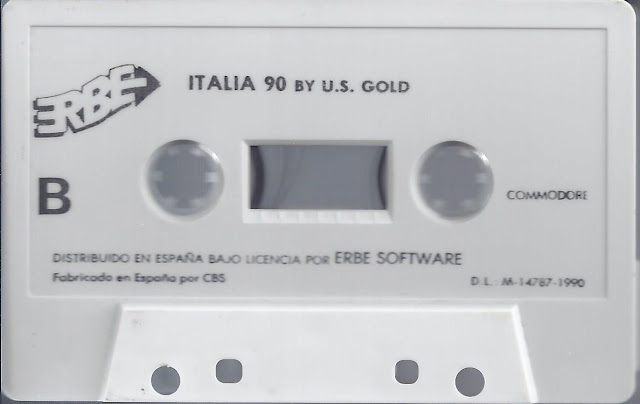 ERBE
ITALIA 90 BY U.S. GOLD
B
COMMODORE
DISTRIBUIDO EN ESPAÑA BAJO LICENCIA POR ERBE SOFTWARE
Fabricado en España por CBS
D.L.: M-14787-1990